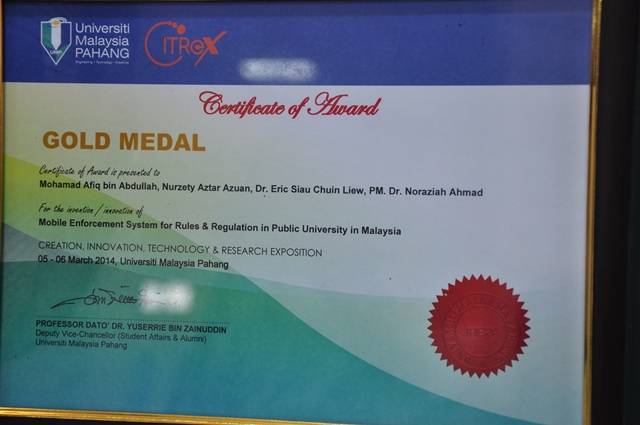 Universiti
Malaysia
PAHANG
Engineering • Technology • Creativity
UMP
CITReX
Certificate of Award
GOLD MEDAL
Certificate of Award is presented to
Mohamad Afiq bin Abdullah, Nurzety Aztar Azuan, Dr. Eric Siau Chuin Liew, PM. Dr. Noraziah Ahmad
For the invention / innovation of
Mobile Enforcement System for Rules & Regulation in Public University in Malaysia
CREATION, INNOVATION, TECHNOLOGY & RESEARCH EXPOSITION
05 - 06 March 2014, Universiti Malaysia Pahang
PROFESSOR DATO' DR. YUSERRIE BIN ZAINUDDIN
Deputy Vice-Chancellor (Student Affairs & Alumni)
Universiti Malaysia Pahang